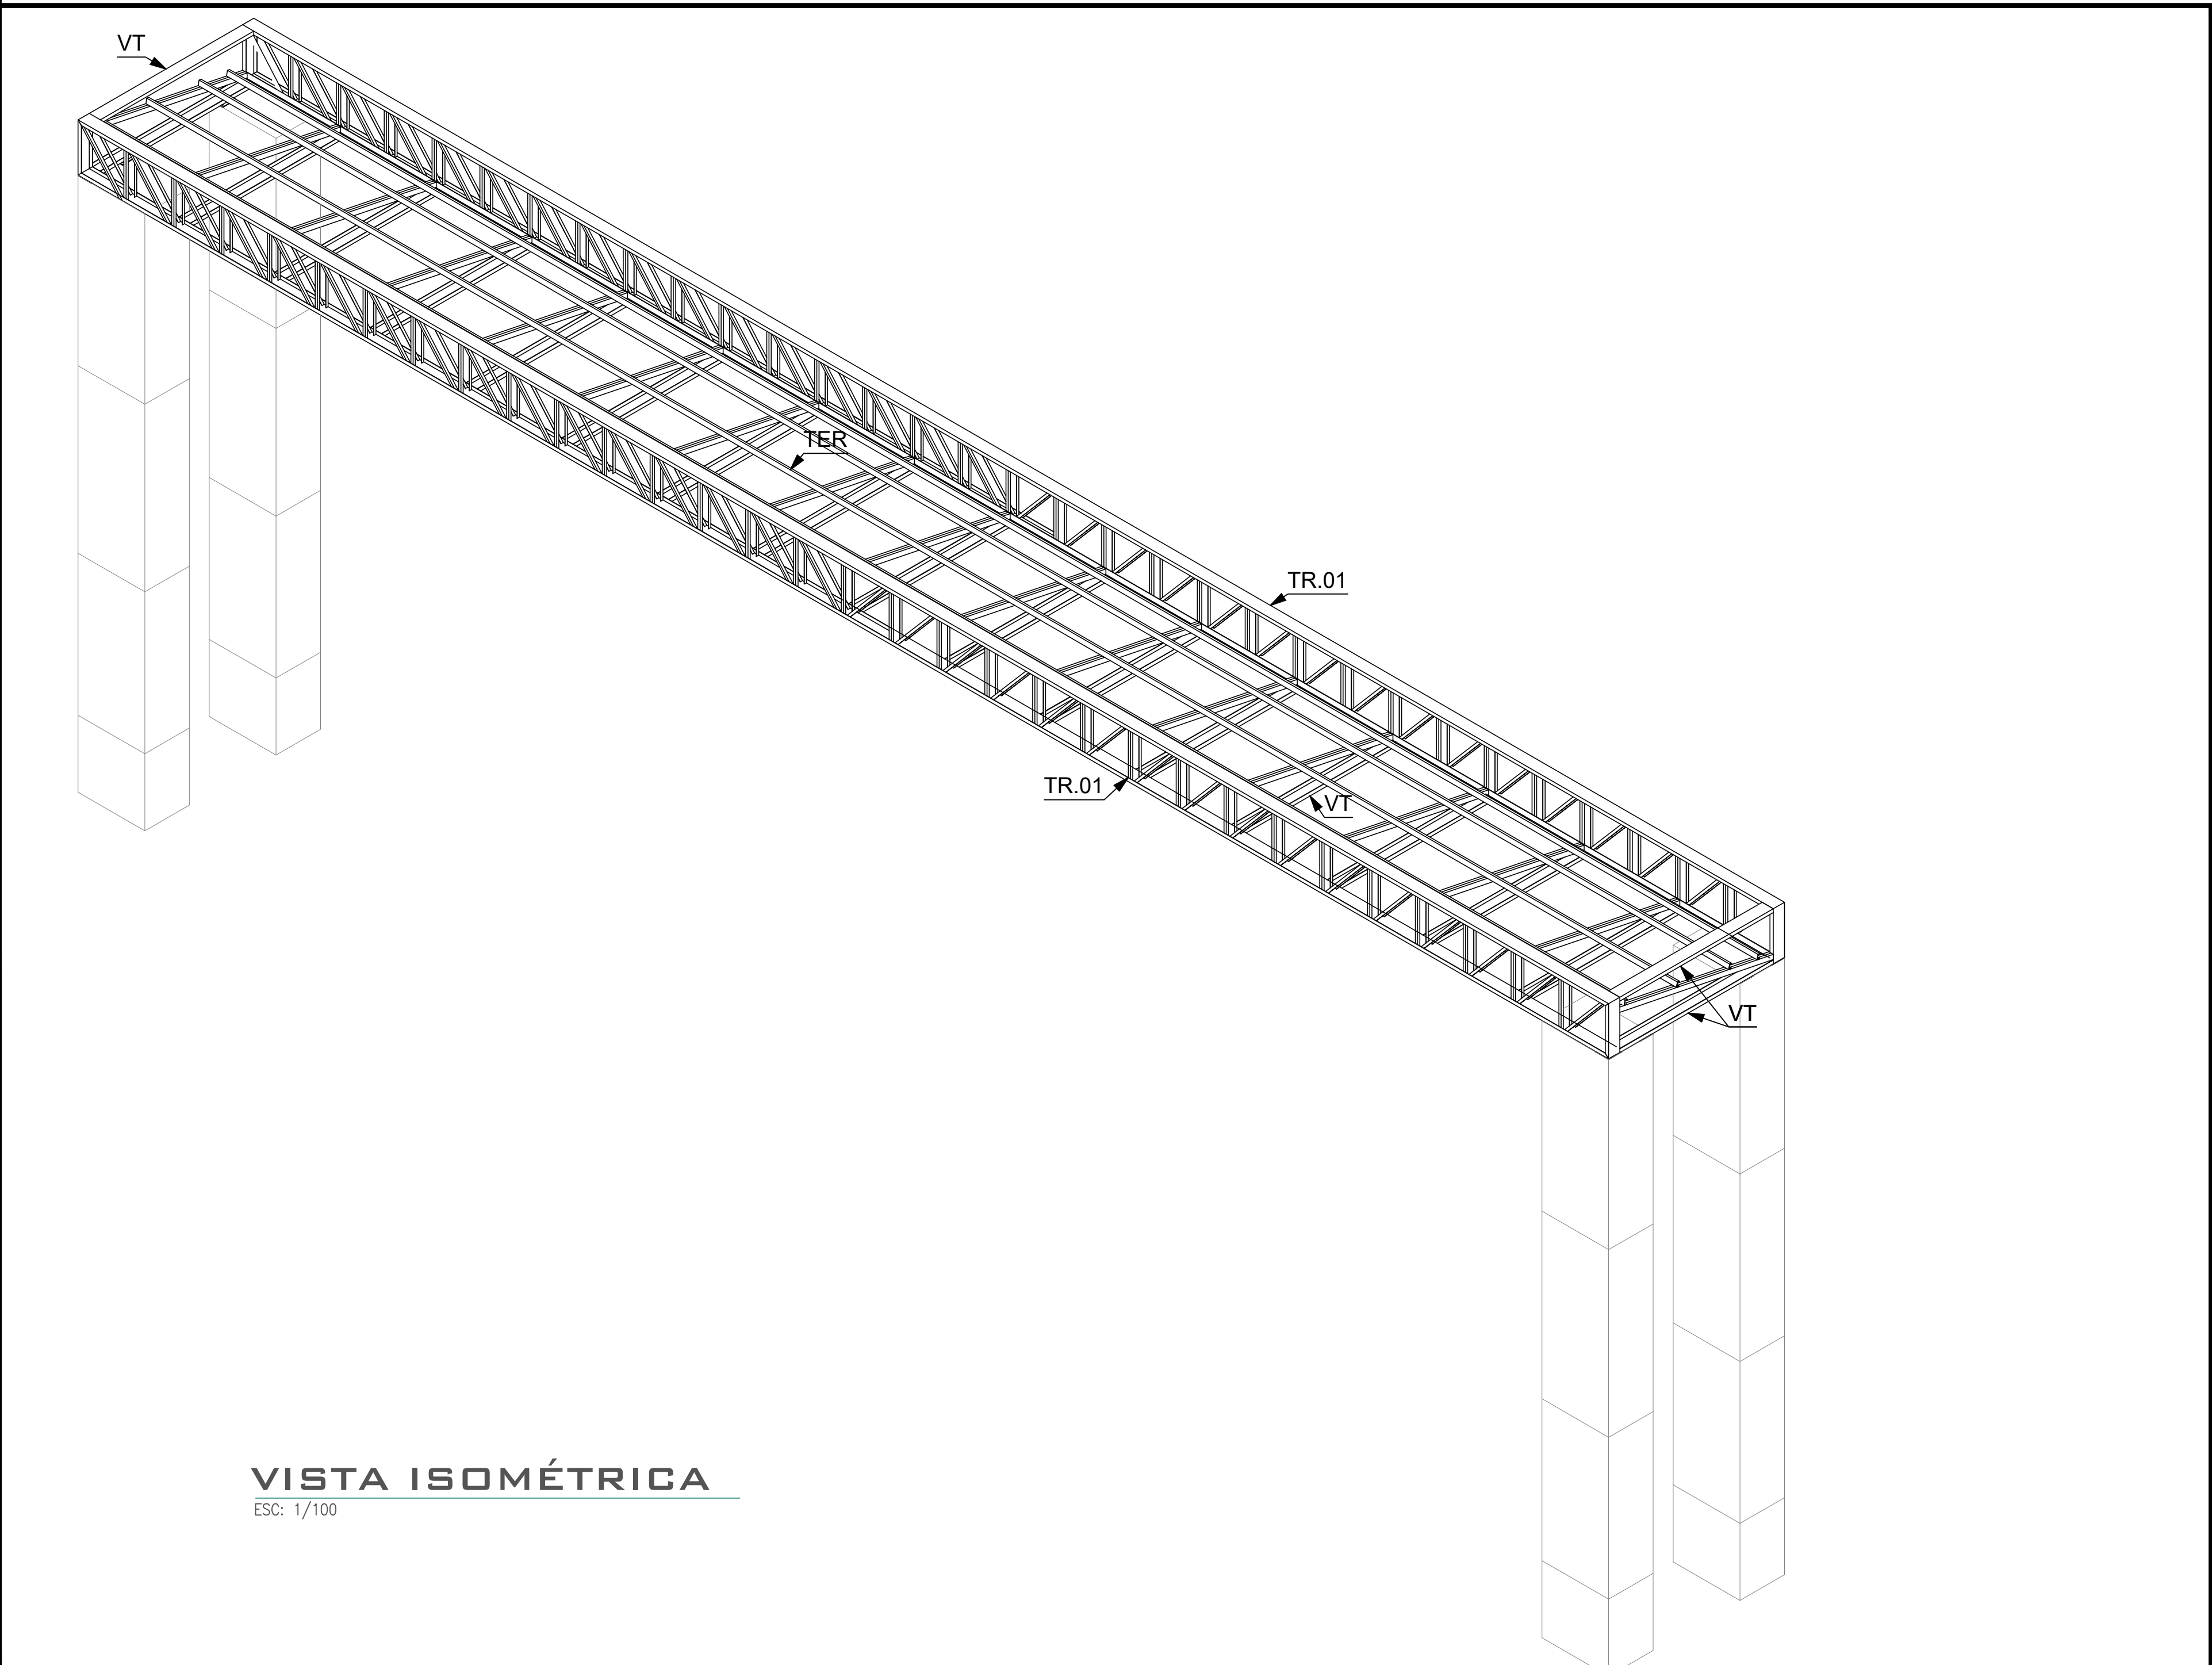 VT
TER
TR.01
TR.01
VT
VT
VISTA ISOMÉTRICA
ESC: 1/100